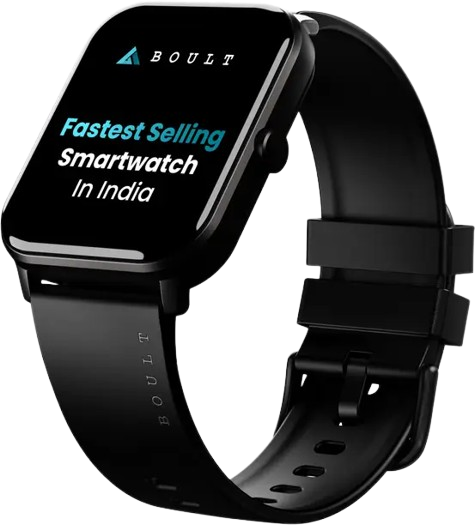 BOULT
Fastest Selling
Smartwatch
In India
BOULT